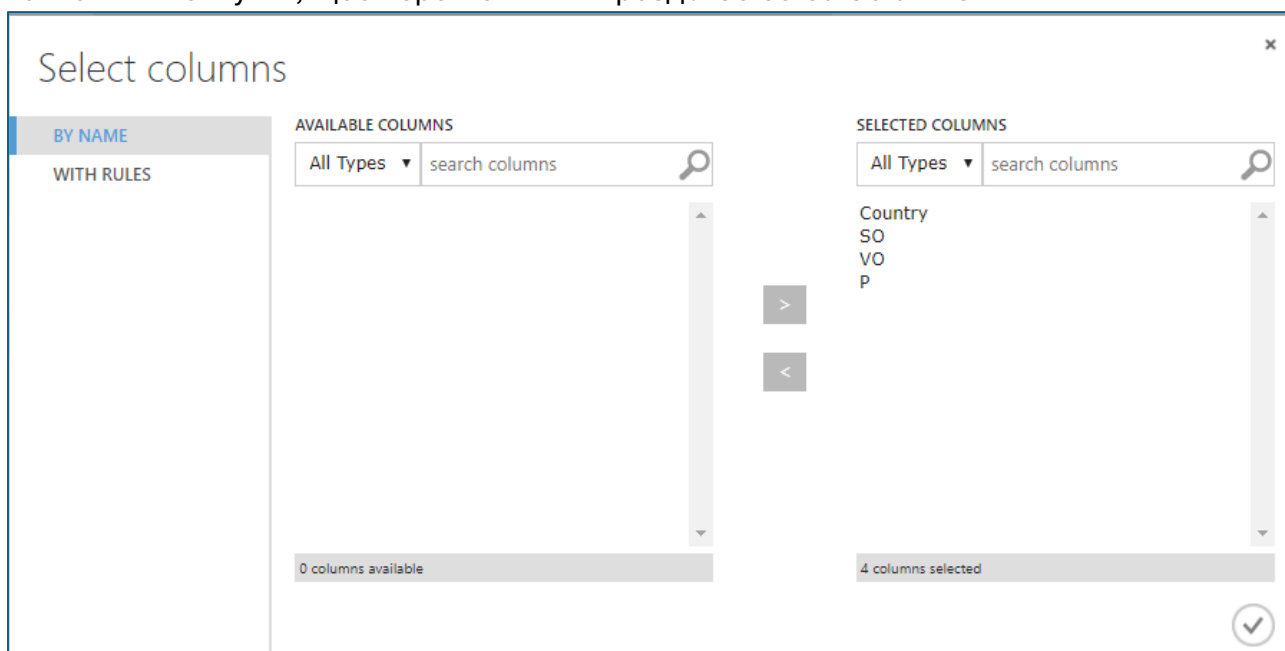 Select columns
×
BY NAME
WITH RULES
AVAILABLE COLUMNS
All Types ▼ search columns
0 columns available
>
<
SELECTED COLUMNS
All Types ▼ search columns
Country
SO
VO
P
4 columns selected